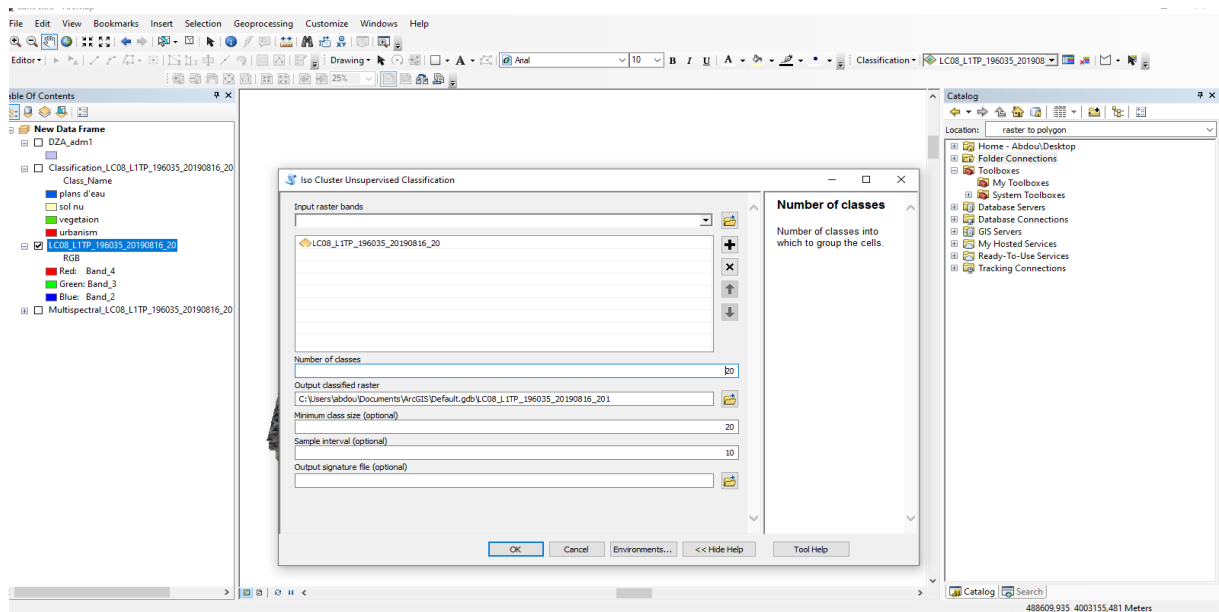 File Edit View Bookmarks Insert Selection Geoprocessing Customize Windows Help
Editor Drawing Arial 10 B I U A Classification LC08_L1TP_196035_201908
25%
ble Of Contents
New Data Frame
DZA_adm1
Classification_LC08_L1TP_196035_20190816_20
Class_Name
plans d'eau
sol nu
vegetaion
urbanism
LC08_L1TP_196035_20190816_20
RGB
Red: Band_4
Green: Band_3
Blue: Band_2
Multispectral_LC08_L1TP_196035_20190816_20
Iso Cluster Unsupervised Classification
Input raster bands
LC08_L1TP_196035_20190816_20
Number of classes
20
Output classified raster
C:\Users\abdou\Documents\ArcGIS\Default.gdb\LC08_L1TP_196035_20190816_201
Minimum class size (optional)
20
Sample interval (optional)
10
Output signature file (optional)
OK Cancel Environments... << Hide Help Tool Help
Number of classes
Number of classes into
which to group the cells.
Catalog
Location: raster to polygon
Home - Abdou\Desktop
Folder Connections
Toolboxes
My Toolboxes
System Toolboxes
Database Servers
Database Connections
GIS Servers
My Hosted Services
Ready-To-Use Services
Tracking Connections
Catalog Search
488609,935 4003155,481 Meters